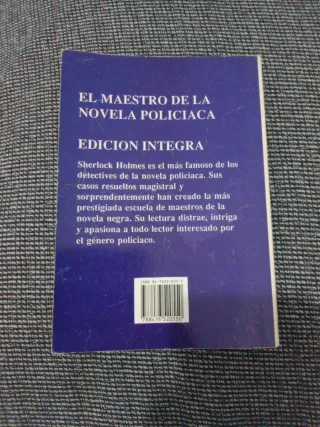 EL MAESTRO DE LA
NOVELA POLICIACA
EDICION INTEGRA
Sherlock Holmes es el más famoso de los
detectives de la novela policíaca. Sus
casos resueltos magistral y
sorprendentemente han creado la más
prestigiada escuela de maestros de la
novela negra. Su lectura distrae, intriga
y apasiona a todo lector interesado por
el género policíaco.